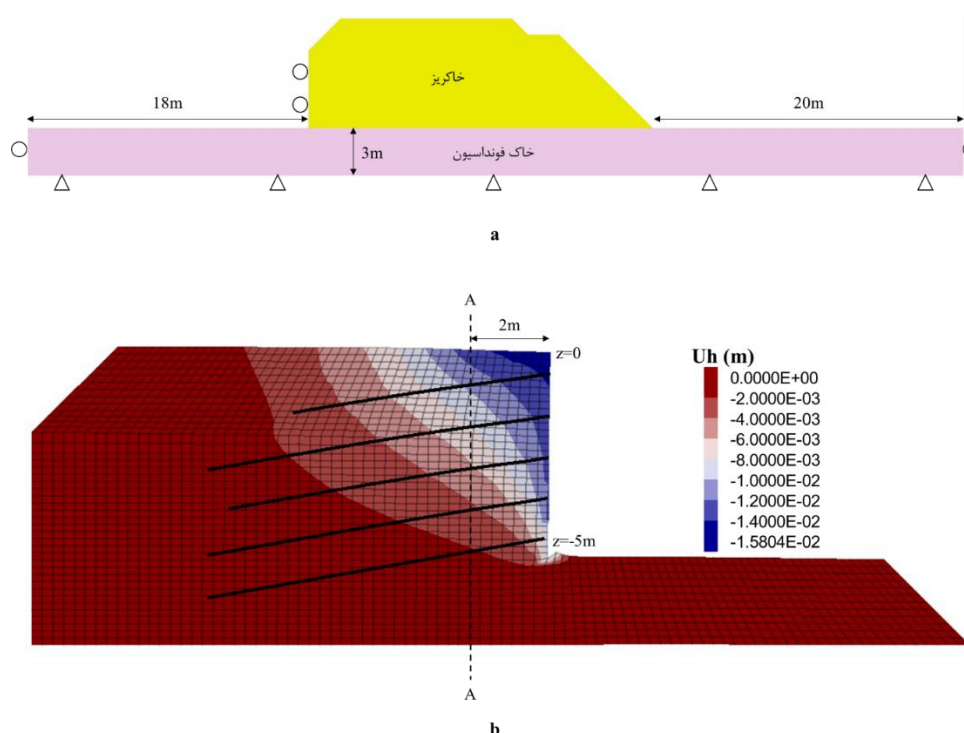 خاکریز
18m
20m
3m
خاک فونداسیون
a
A
2m
z=0
Uh (m)
0.0000E+00
-2.0000E-03
-4.0000E-03
-6.0000E-03
-8.0000E-03
-1.0000E-02
-1.2000E-02
-1.4000E-02
-1.5804E-02
z=-5m
A
b